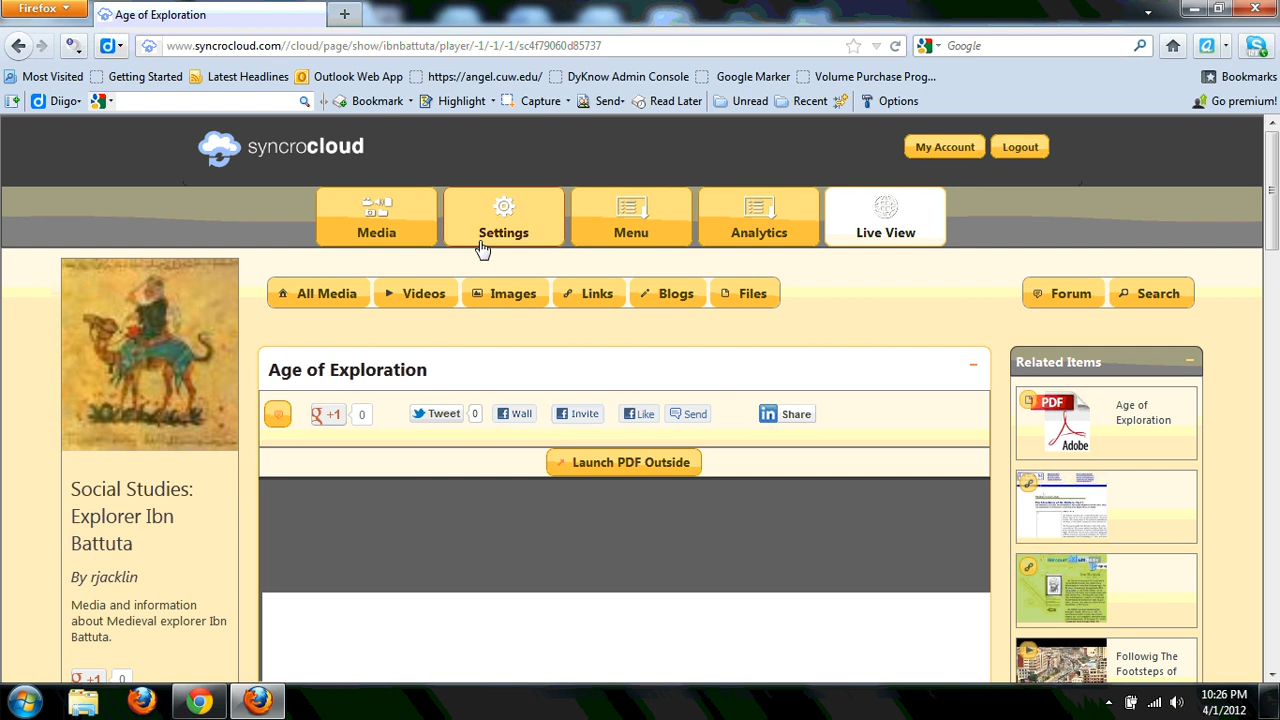 Firefox
Age of Exploration
www.syncrocloud.com//cloud/page/show/ibnbattuta/player/-1/-1/-1/sc4f79060d85737
Google
Most Visited Getting Started Latest Headlines Outlook Web App https://angel.cuw.edu/ DyKnow Admin Console Google Marker Volume Purchase Prog... Bookmarks
Diigo Bookmark Highlight Capture Send Read Later Unread Recent Options Go premium!
syncrocloud
My Account Logout
Media Settings Menu Analytics Live View
All Media Videos Images Links Blogs Files Forum Search
Age of Exploration
Related Items
+1 0 Tweet 0 Wall Invite Like Send Share
PDF
Adobe
Age of
Exploration
Launch PDF Outside
Social Studies:
Explorer Ibn
Battuta
By rjacklin
Media and information
about Medieval explorer Ibn
Battuta.
+1 0
Followig The
Footsteps of
10:26 PM
4/1/2012